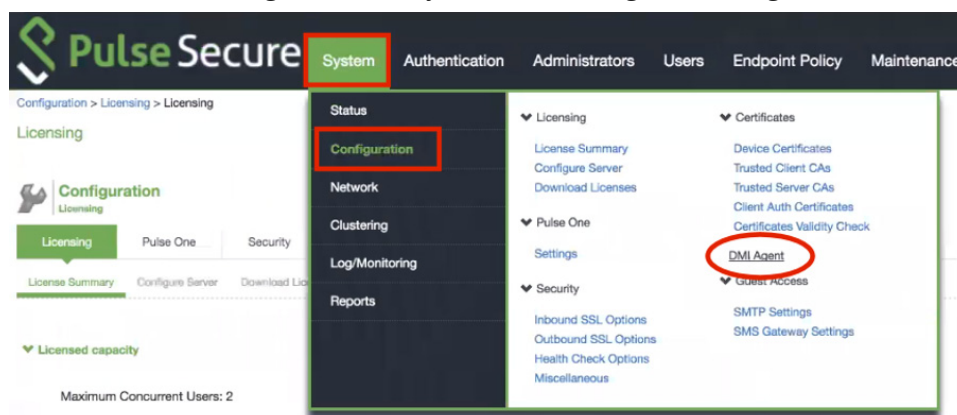 Pulse Secure
System Authentication Administrators Users Endpoint Policy Maintenance
Configuration > Licensing > Licensing
Licensing
Configuration
Licensing
Licensing Pulse One Security
License Summary Configure Server Download Lic
Licensed capacity
Maximum Concurrent Users: 2
Status
Configuration
Network
Clustering
Log/Monitoring
Reports
Licensing
License Summary
Configure Server
Download Licenses
Pulse One
Settings
Security
Inbound SSL Options
Outbound SSL Options
Health Check Options
Miscellaneous
Certificates
Device Certificates
Trusted Client CAs
Trusted Server CAs
Client Auth Certificates
Certificates Validity Check
DMI Agent
Guest Access
SMTP Settings
SMS Gateway Settings